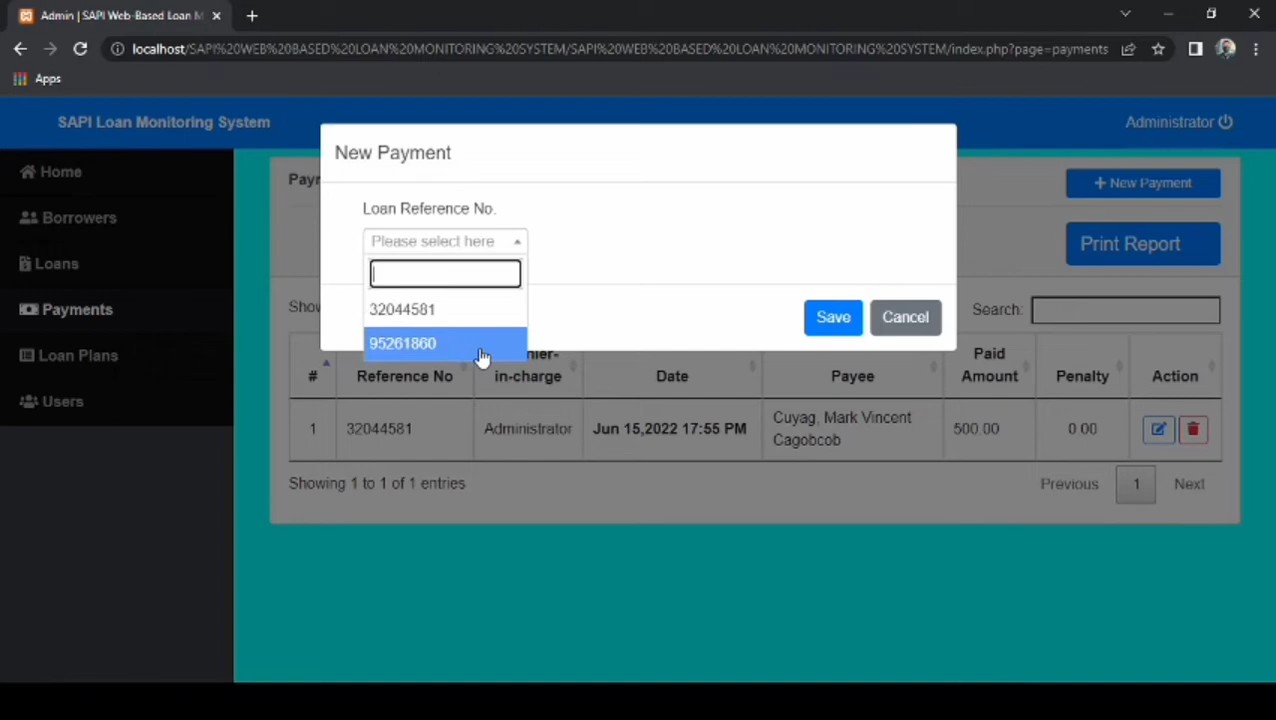 Admin | SAPI Web-Based Loan M
localhost/SAPI%20WEB%20BASED%20LOAN%20MONITORING%20SYSTEM/SAPI%20WEB%20BASED%20LOAN%20MONITORING%20SYSTEM/index.php?page=payments
Apps
SAPI Loan Monitoring System
Administrator
Home
Borrowers
Loans
Payments
Loan Plans
Users
New Payment
Loan Reference No.
Please select here
32044581
95261860
Save
Cancel
Paym
+ New Payment
Print Report
Show
Search:
# Reference No in-charge Date Payee Paid Amount Penalty Action
1 32044581 Administrator Jun 15,2022 17:55 PM Cuyag, Mark Vincent Cagobcob 500.00 0.00
Showing 1 to 1 of 1 entries
Previous 1 Next